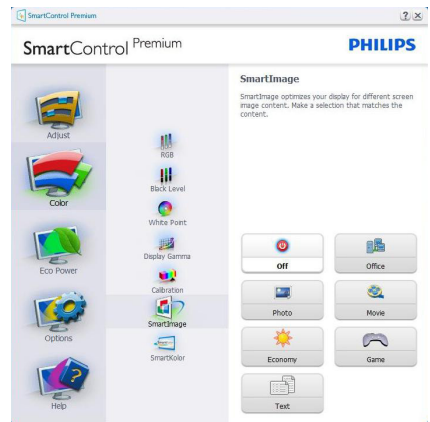 SmartControl Premium
SmartControl Premium
PHILIPS
Adjust
Color
Eco Power
Options
Help
RGB
Black Level
White Point
Display Gamma
Calibration
SmartImage
SmartKolor
SmartImage
SmartImage optimizes your display for different screen
image content. Make a selection that matches the
content.
Off
Office
Photo
Movie
Economy
Game
Text